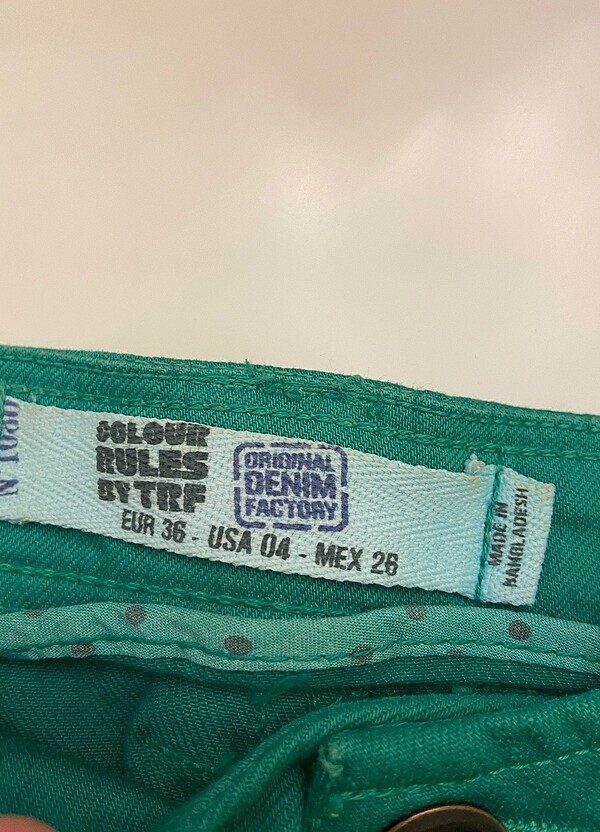 COLOUR
RULES
BY TRF
ORIGINAL
DENIM
FACTORY
EUR 36 - USA 04 - MEX 26
MADE IN
BANGLADESH